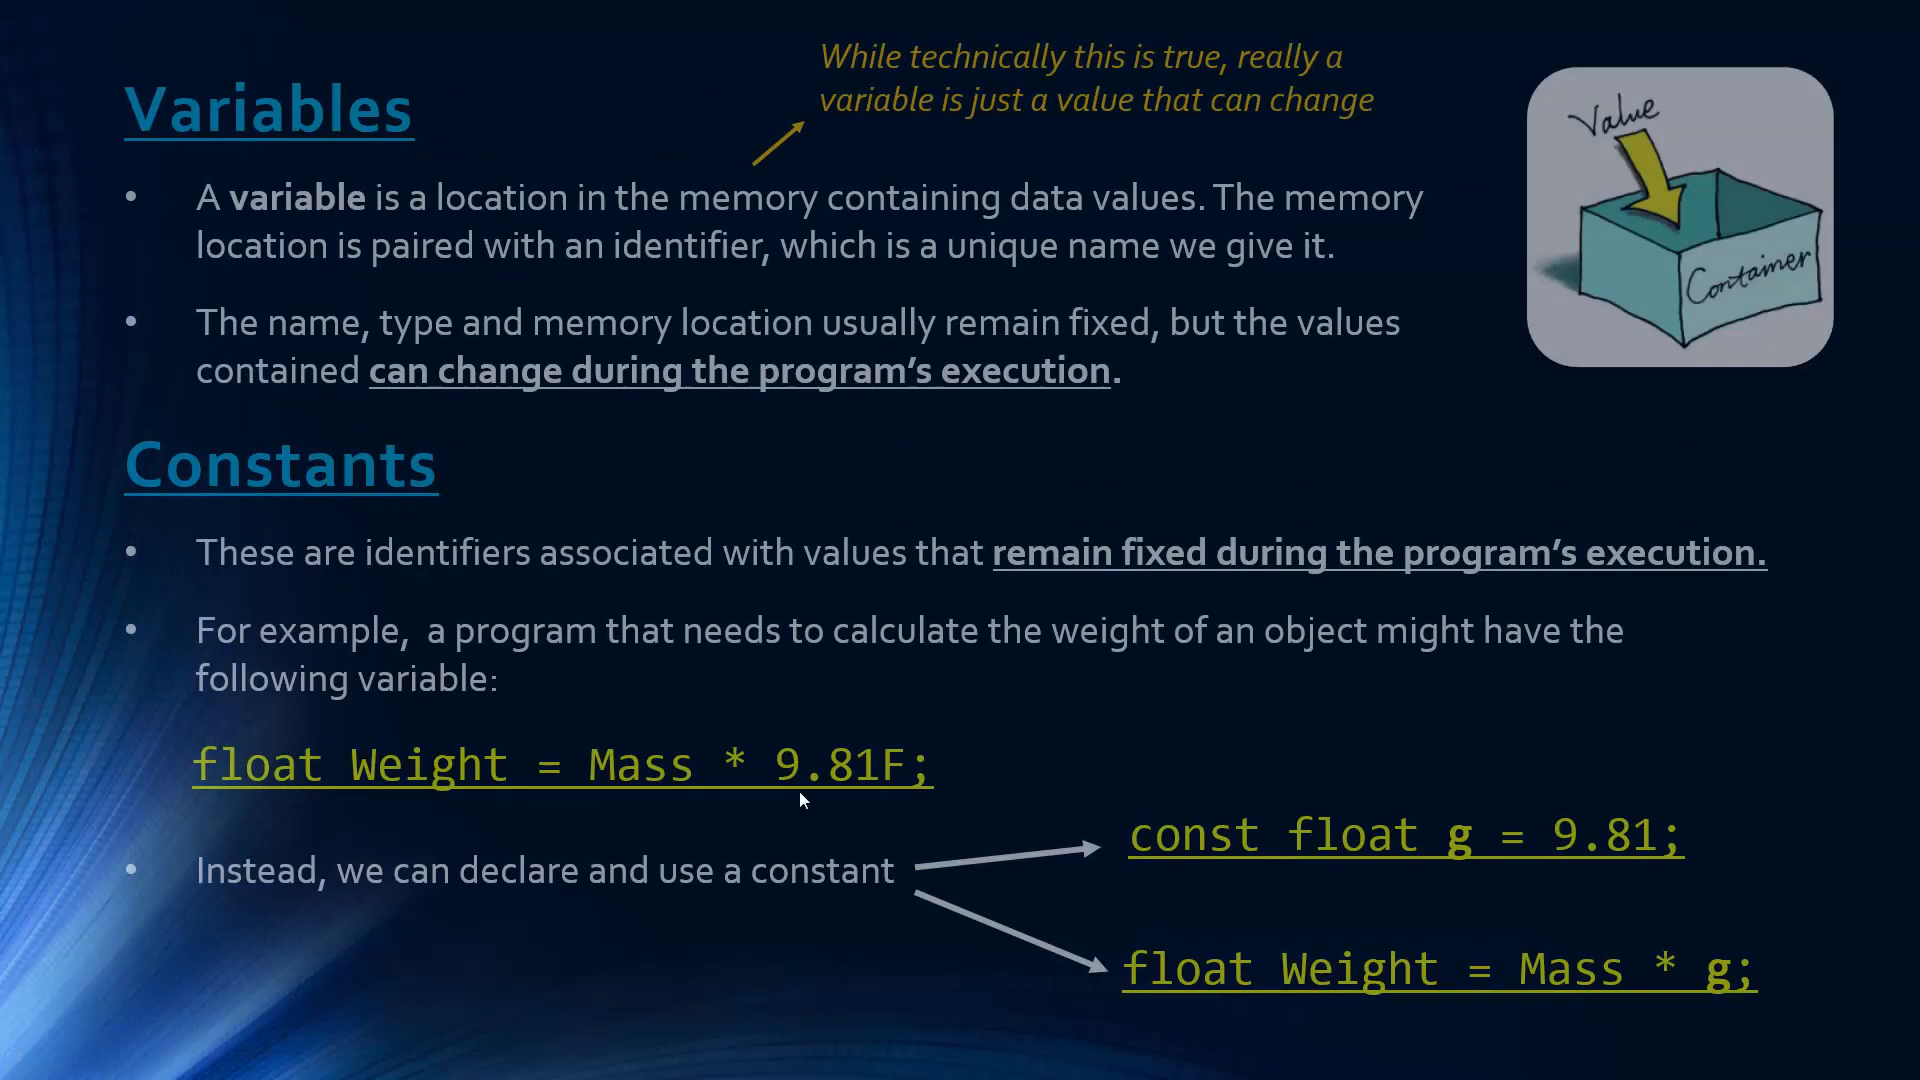 While technically this is true, really a
variable is just a value that can change
Variables
Value
Container
• A variable is a location in the memory containing data values. The memory
location is paired with an identifier, which is a unique name we give it.
• The name, type and memory location usually remain fixed, but the values
contained can change during the program’s execution.
Constants
• These are identifiers associated with values that remain fixed during the program’s execution.
• For example, a program that needs to calculate the weight of an object might have the
following variable:
float Weight = Mass * 9.81F;
• Instead, we can declare and use a constant
const float g = 9.81;
float Weight = Mass * g;